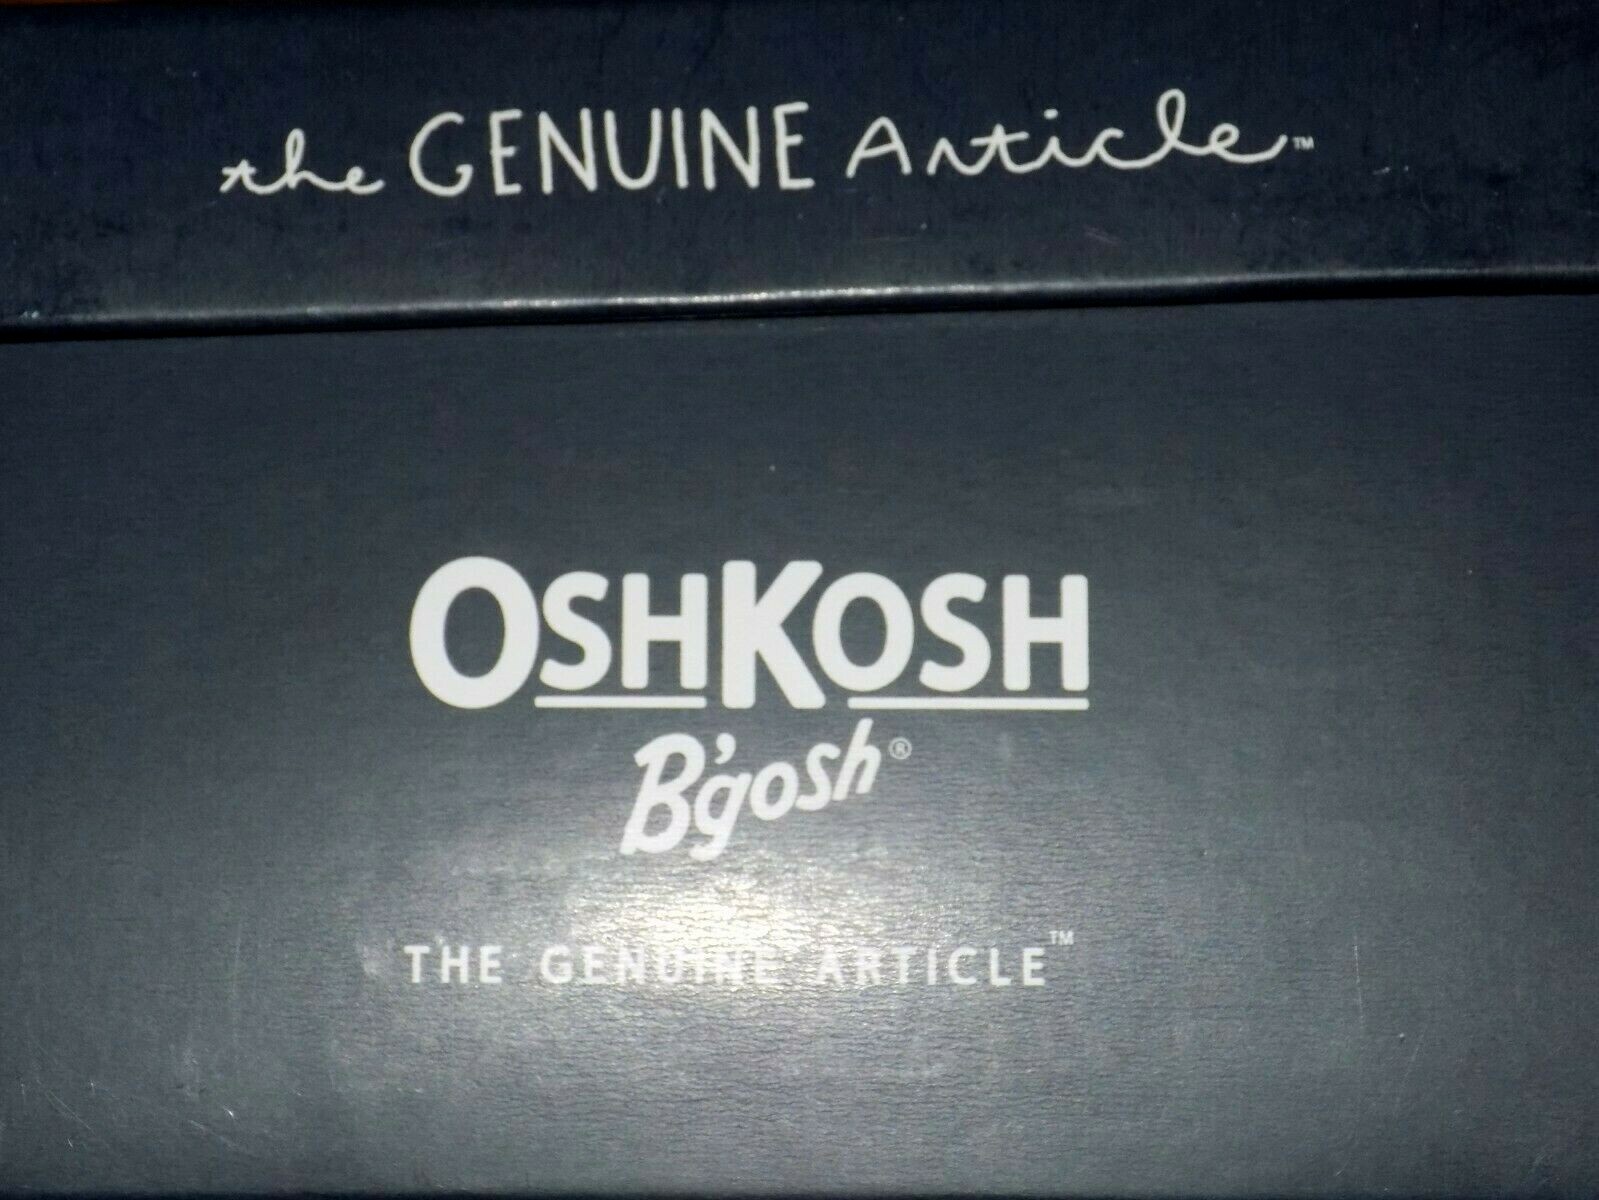 the GENUINE Article™
OSHKOSH
B'gosh®
THE GENUINE ARTICLE™